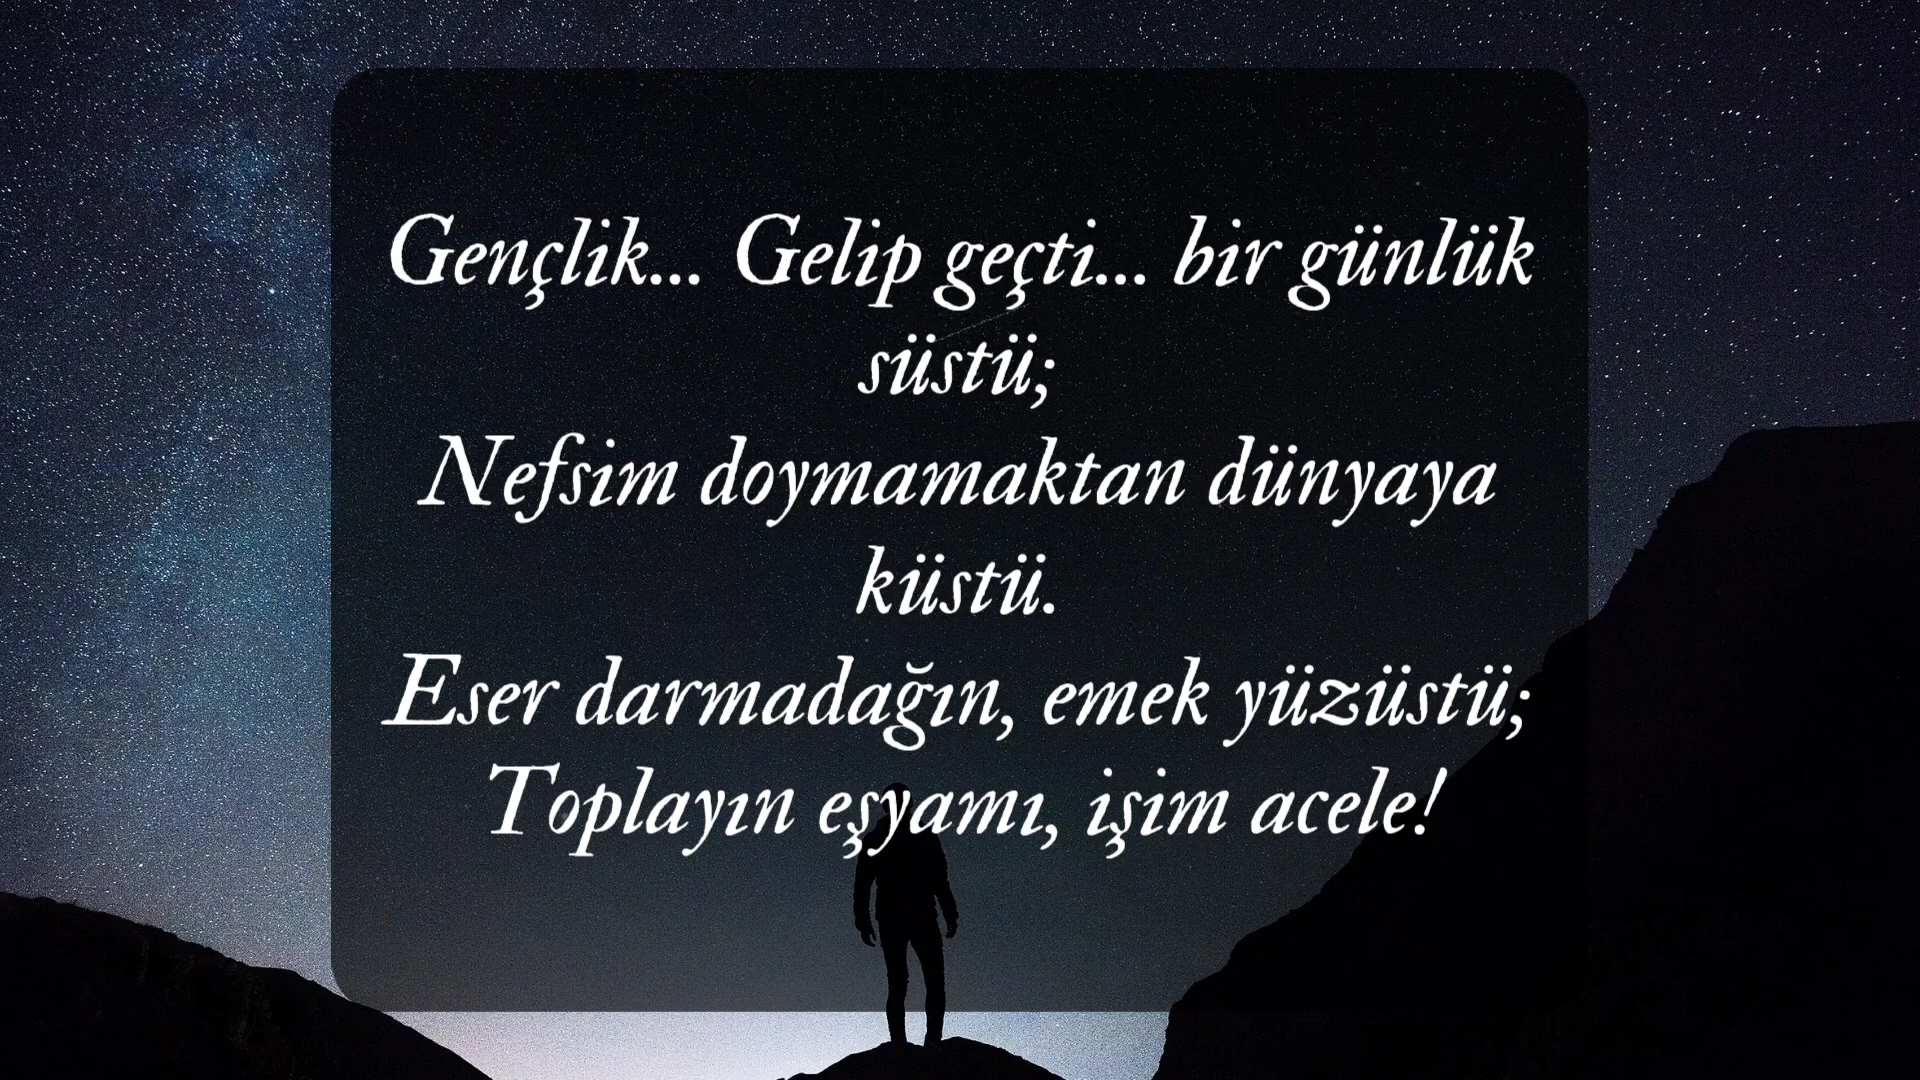 Gençlik... Gelip geçti... bir günlük
süstü;
Nefsim doymamaktan dünyaya
küstü.
Eser darmadağın, emek yüzüstü;
Toplayın eşyamı, işim acele!